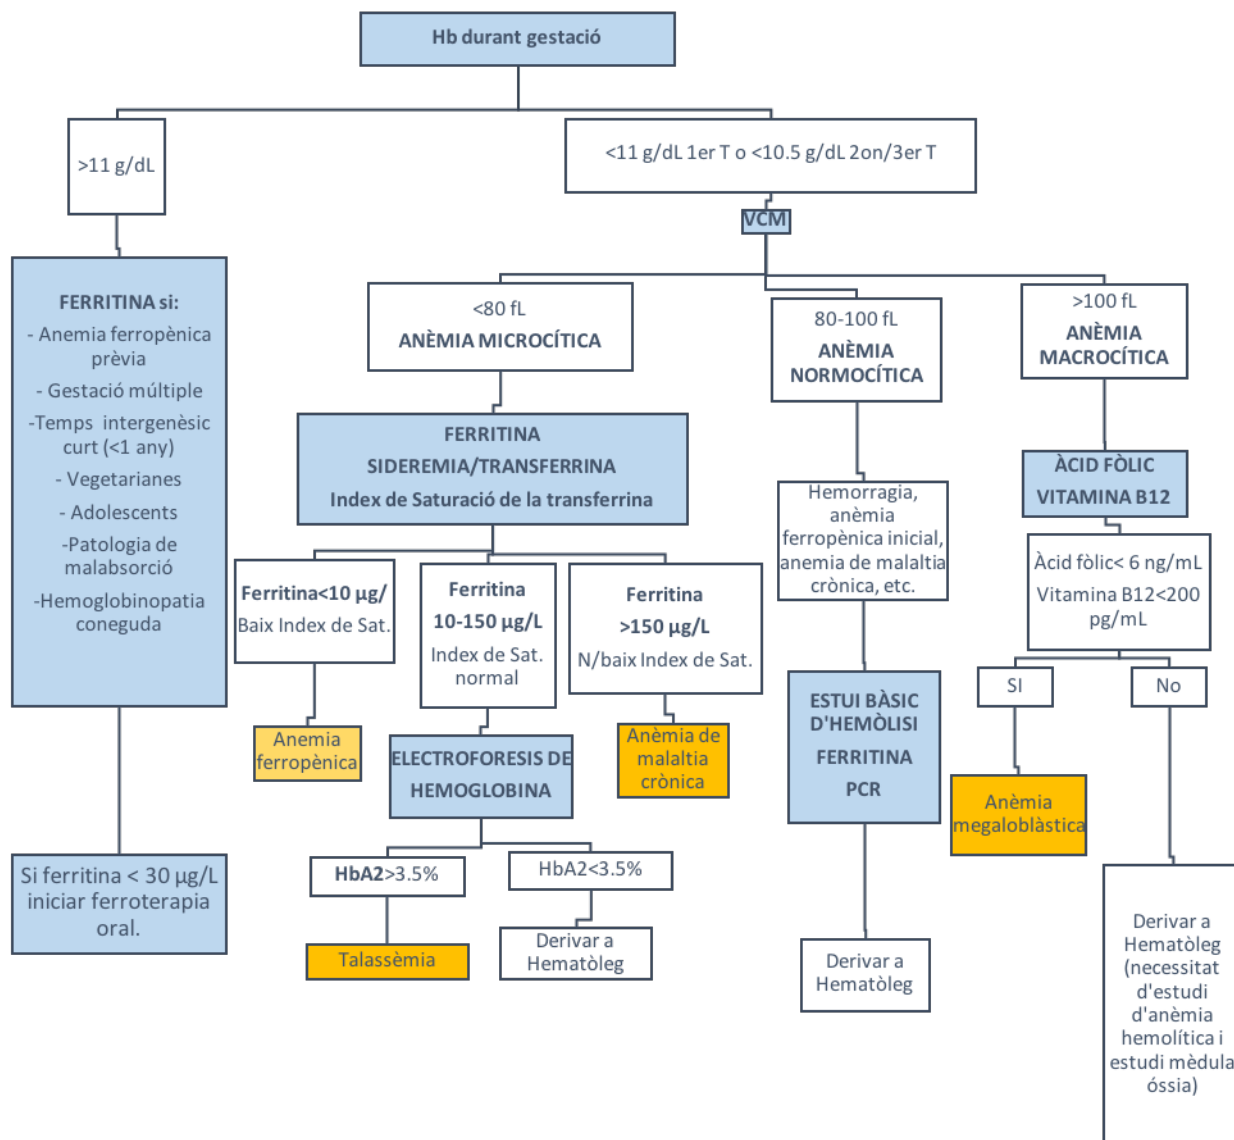 Hb durant gestació
>11 g/dL
<11 g/dL 1er T o <10.5 g/dL 2on/3er T
VCM
FERRITINA si:
- Anemia ferropènica
prèvia
- Gestació múltiple
-Temps intergenèsic
curt (<1 any)
- Vegetarianes
- Adolescents
-Patologia de
malabsorció
-Hemoglobinopatia
coneguda
Si ferritina < 30 µg/L
iniciar ferroterapia
oral.
<80 fL
ANÈMIA MICROCÍTICA
80-100 fL
ANÈMIA
NORMOCÍTICA
>100 fL
ANÈMIA
MACROCÍTICA
FERRITINA
SIDEREMIA/TRANSFERRINA
Index de Saturació de la transferrina
Ferritina<10 µg/
Baix Index de Sat.
Ferritina
10-150 µg/L
Index de Sat.
normal
Ferritina
>150 µg/L
N/baix Index de Sat.
Anemia
ferropènica
ELECTROFORESIS DE
HEMOGLOBINA
Anèmia de
malaltia
crònica
HbA2>3.5%
HbA2<3.5%
Talassèmia
Derivar a
Hematòleg
Hemorragia,
anèmia
ferropènica inicial,
anemia de malaltia
crònica, etc.
ESTUI BÀSIC
D'HEMÒLISI
FERRITINA
PCR
Derivar a
Hematòleg
ÀCID FÒLIC
VITAMINA B12
Àcid fòlic< 6 ng/mL
Vitamina B12<200
pg/mL
SI
No
Anèmia
megaloblàstica
Derivar a
Hematòleg
(necessitat
d'estudi
d'anèmia
hemolítica i
estudi mèdula
óssia)